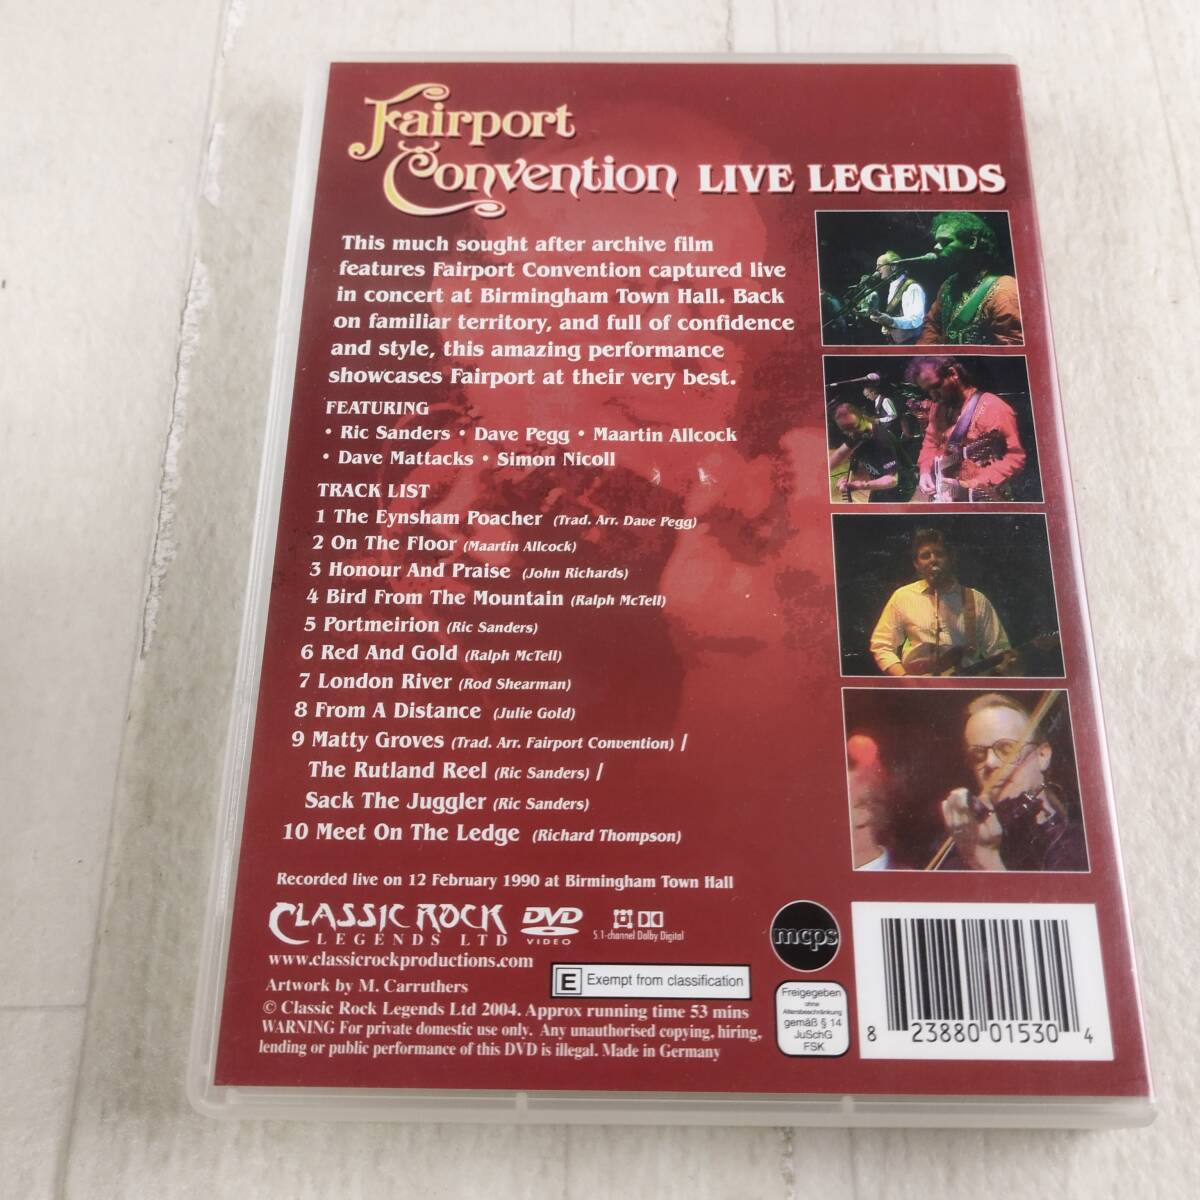 Fairport
Convention LIVE LEGENDS
This much sought after archive film
features Fairport Convention captured live
in concert at Birmingham Town Hall. Back
on familiar territory, and full of confidence
and style, this amazing performance
showcases Fairport at their very best.
FEATURING
• Ric Sanders • Dave Pegg • Maartin Allcock
• Dave Mattacks • Simon Nicoll
TRACK LIST
1 The Eynsham Poacher (Trad. Arr. Dave Pegg)
2 On The Floor (Maartin Allcock)
3 Honour And Praise (John Richards)
4 Bird From The Mountain (Ralph McTell)
5 Portmeirion (Ric Sanders)
6 Red And Gold (Ralph McTell)
7 London River (Rod Shearman)
8 From A Distance (Julie Gold)
9 Matty Groves (Trad. Arr. Fairport Convention) /
The Rutland Reel (Ric Sanders) /
Sack The Juggler (Ric Sanders)
10 Meet On The Ledge (Richard Thompson)
Recorded live on 12 February 1990 at Birmingham Town Hall
CLASSIC ROCK
LEGENDS LTD
DVD
VIDEO
5.1-channel Dolby Digital
mcps
www.classicrockproductions.com
E Exempt from classification
Artwork by M. Carruthers
© Classic Rock Legends Ltd 2004. Approx running time 53 mins
WARNING For private domestic use only. Any unauthorised copying, hiring,
lending or public performance of this DVD is illegal. Made in Germany
Freigegeben
ohne
Altersbeschränkung
gemäß § 14
JuSchG
FSK
8 23880 01530 4